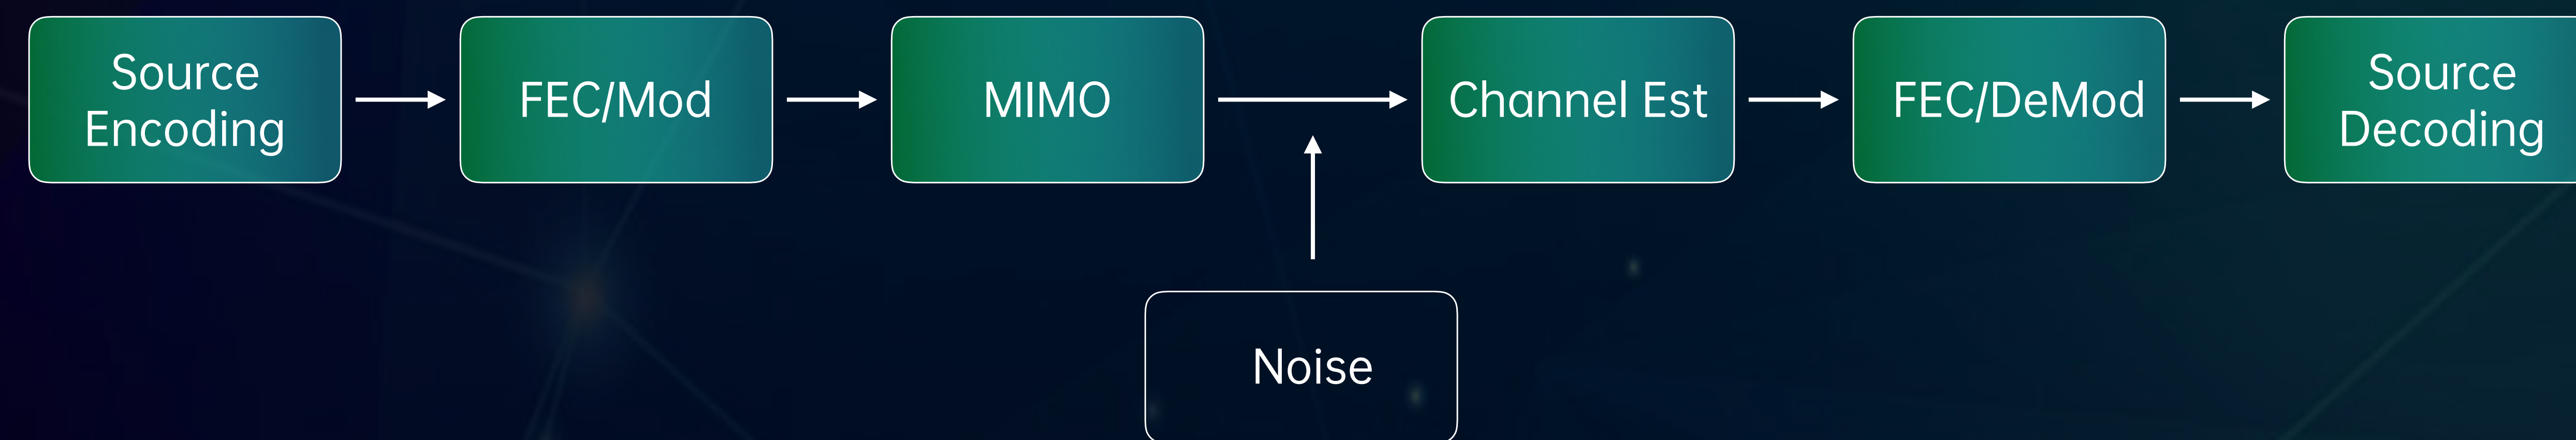 Source
Encoding
FEC/Mod
MIMO
Channel Est
FEC/DeMod
Source
Decoding
Noise